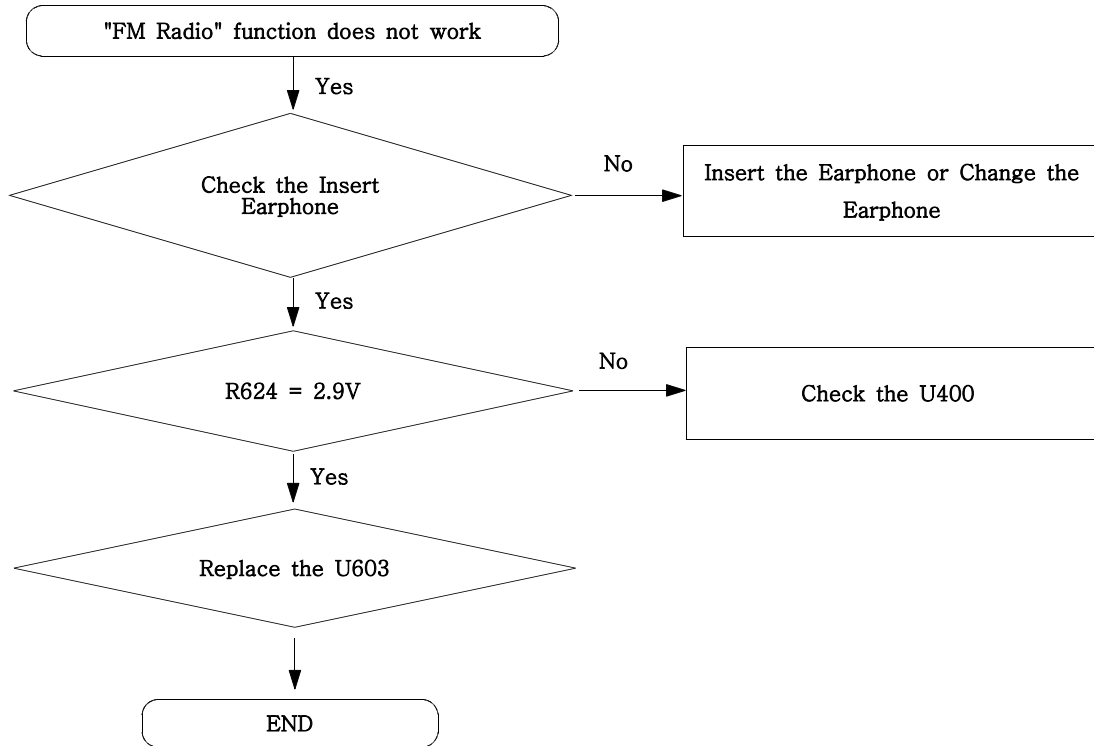 "FM Radio" function does not work
Yes
Check the Insert
Earphone
No
Insert the Earphone or Change the
Earphone
Yes
R624 = 2.9V
No
Check the U400
Yes
Replace the U603
END